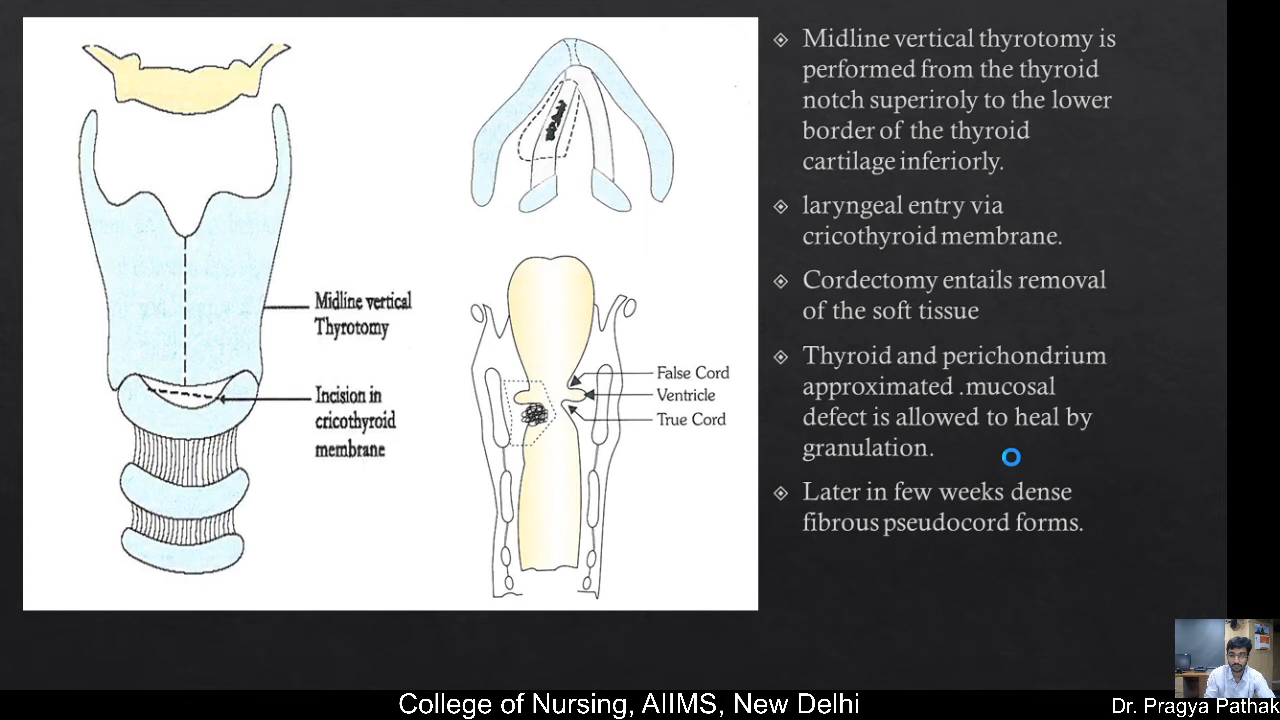 Midline vertical
Thyrotomy
Incision in
cricothyroid
membrane
False Cord
Ventricle
True Cord
Midline vertical thyrotomy is
performed from the thyroid
notch superiroly to the lower
border of the thyroid
cartilage inferiorly.
laryngeal entry via
cricothyroid membrane.
Cordectomy entails removal
of the soft tissue
Thyroid and perichondrium
approximated .mucosal
defect is allowed to heal by
granulation.
Later in few weeks dense
fibrous pseudocord forms.
College of Nursing, AIIMS, New Delhi
Dr. Pragya Pathak